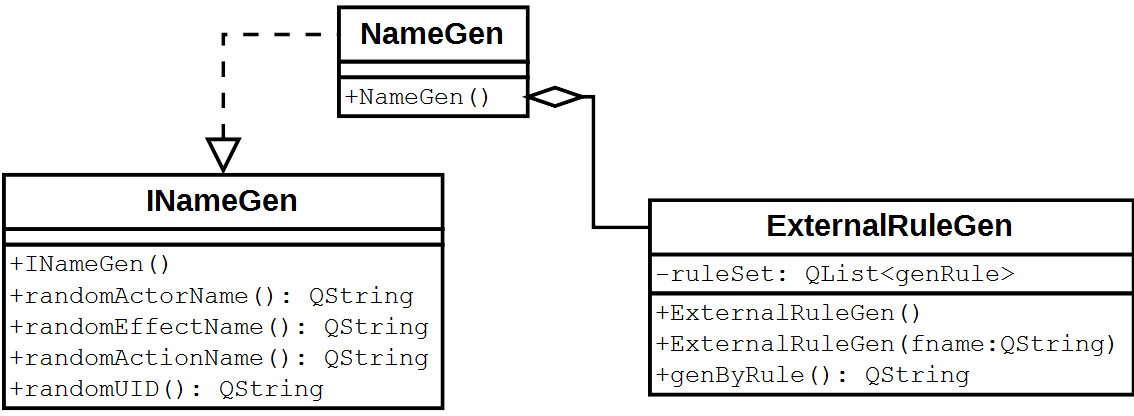 NameGen
+NameGen()
INameGen
+INameGen()
+randomActorName(): QString
+randomEffectName(): QString
+randomActionName(): QString
+randomUID(): QString
ExternalRuleGen
-ruleSet: QList<genRule>
+ExternalRuleGen()
+ExternalRuleGen(fname:QString)
+genByRule(): QString